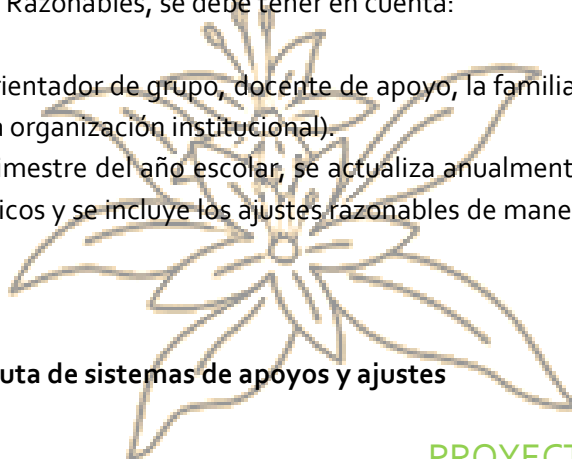 Razonables, se debe tener en cuenta:
rientador de grupo, docente de apoyo, la familia
organización institucional).
imestre del año escolar, se actualiza anualment
icos y se incluye los ajustes razonables de mane
uta de sistemas de apoyos y ajustes
PROYECT